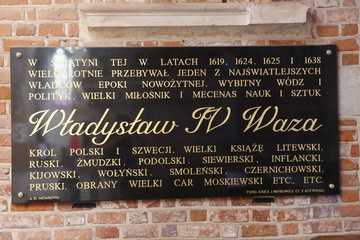 W ŚWIĄTYNI TEJ W LATACH 1619, 1624, 1625 I 1638
WIELOKROTNIE PRZEBYWAŁ JEDEN Z NAJŚWIATLEJSZYCH
WŁADCÓW EPOKI NOWOŻYTNEJ, WYBITNY WÓDZ I
POLITYK, WIELKI MIŁOŚNIK I MECENAS NAUK I SZTUK
Władysław IV Waza
KRÓL POLSKI I SZWECJI, WIELKI KSIĄŻĘ LITEWSKI,
RUSKI, ŻMUDZKI, PODOLSKI, SIEWIERSKI, INFLANCKI,
KIJOWSKI, WOŁYŃSKI, SMOLEŃSKI, CZERNICHOWSKI,
PRUSKI, OBRANY WIELKI CAR MOSKIEWSKI ETC., ETC.